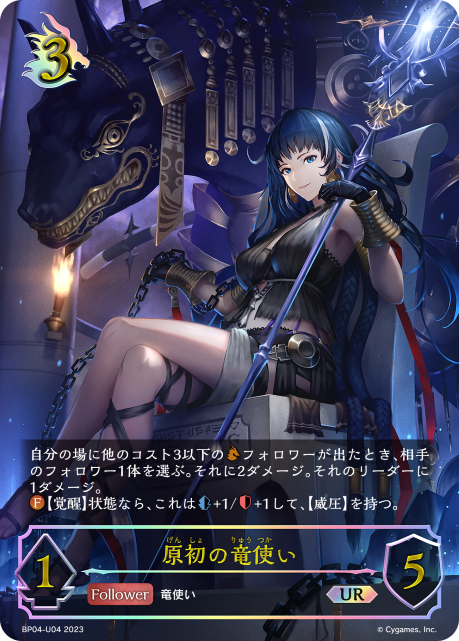 3
自分の場に他のコスト3以下のフォロワーが出たとき、相手
のフォロワー1体を選ぶ。それに2ダメージ。それのリーダーに
1ダメージ。
F【覚醒】状態なら、これは+1/+1して、【威圧】を持つ。
げん しょ りゅう つか
原初の竜使い
1
5
Follower 竜使い
UR
BP04-U04 2023
© Cygames, Inc.